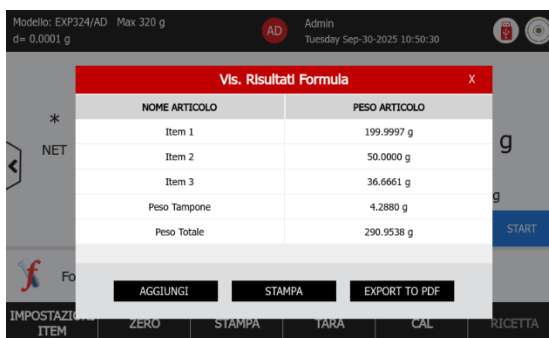 Modello: EXP324/AD Max 320 g
d= 0.0001 g
AD
Admin
Tuesday Sep-30-2025 10:50:30
Vis. Risultati Formula X
NOME ARTICOLO PESO ARTICOLO
Item 1 199.9997 g
Item 2 50.0000 g
Item 3 36.6661 g
Peso Tampone 4.2880 g
Peso Totale 290.9538 g
*
NET
g
g
START
Fo
AGGIUNGI STAMPA EXPORT TO PDF
ITEM ZERO STAMPA TARA CAL RICETTA